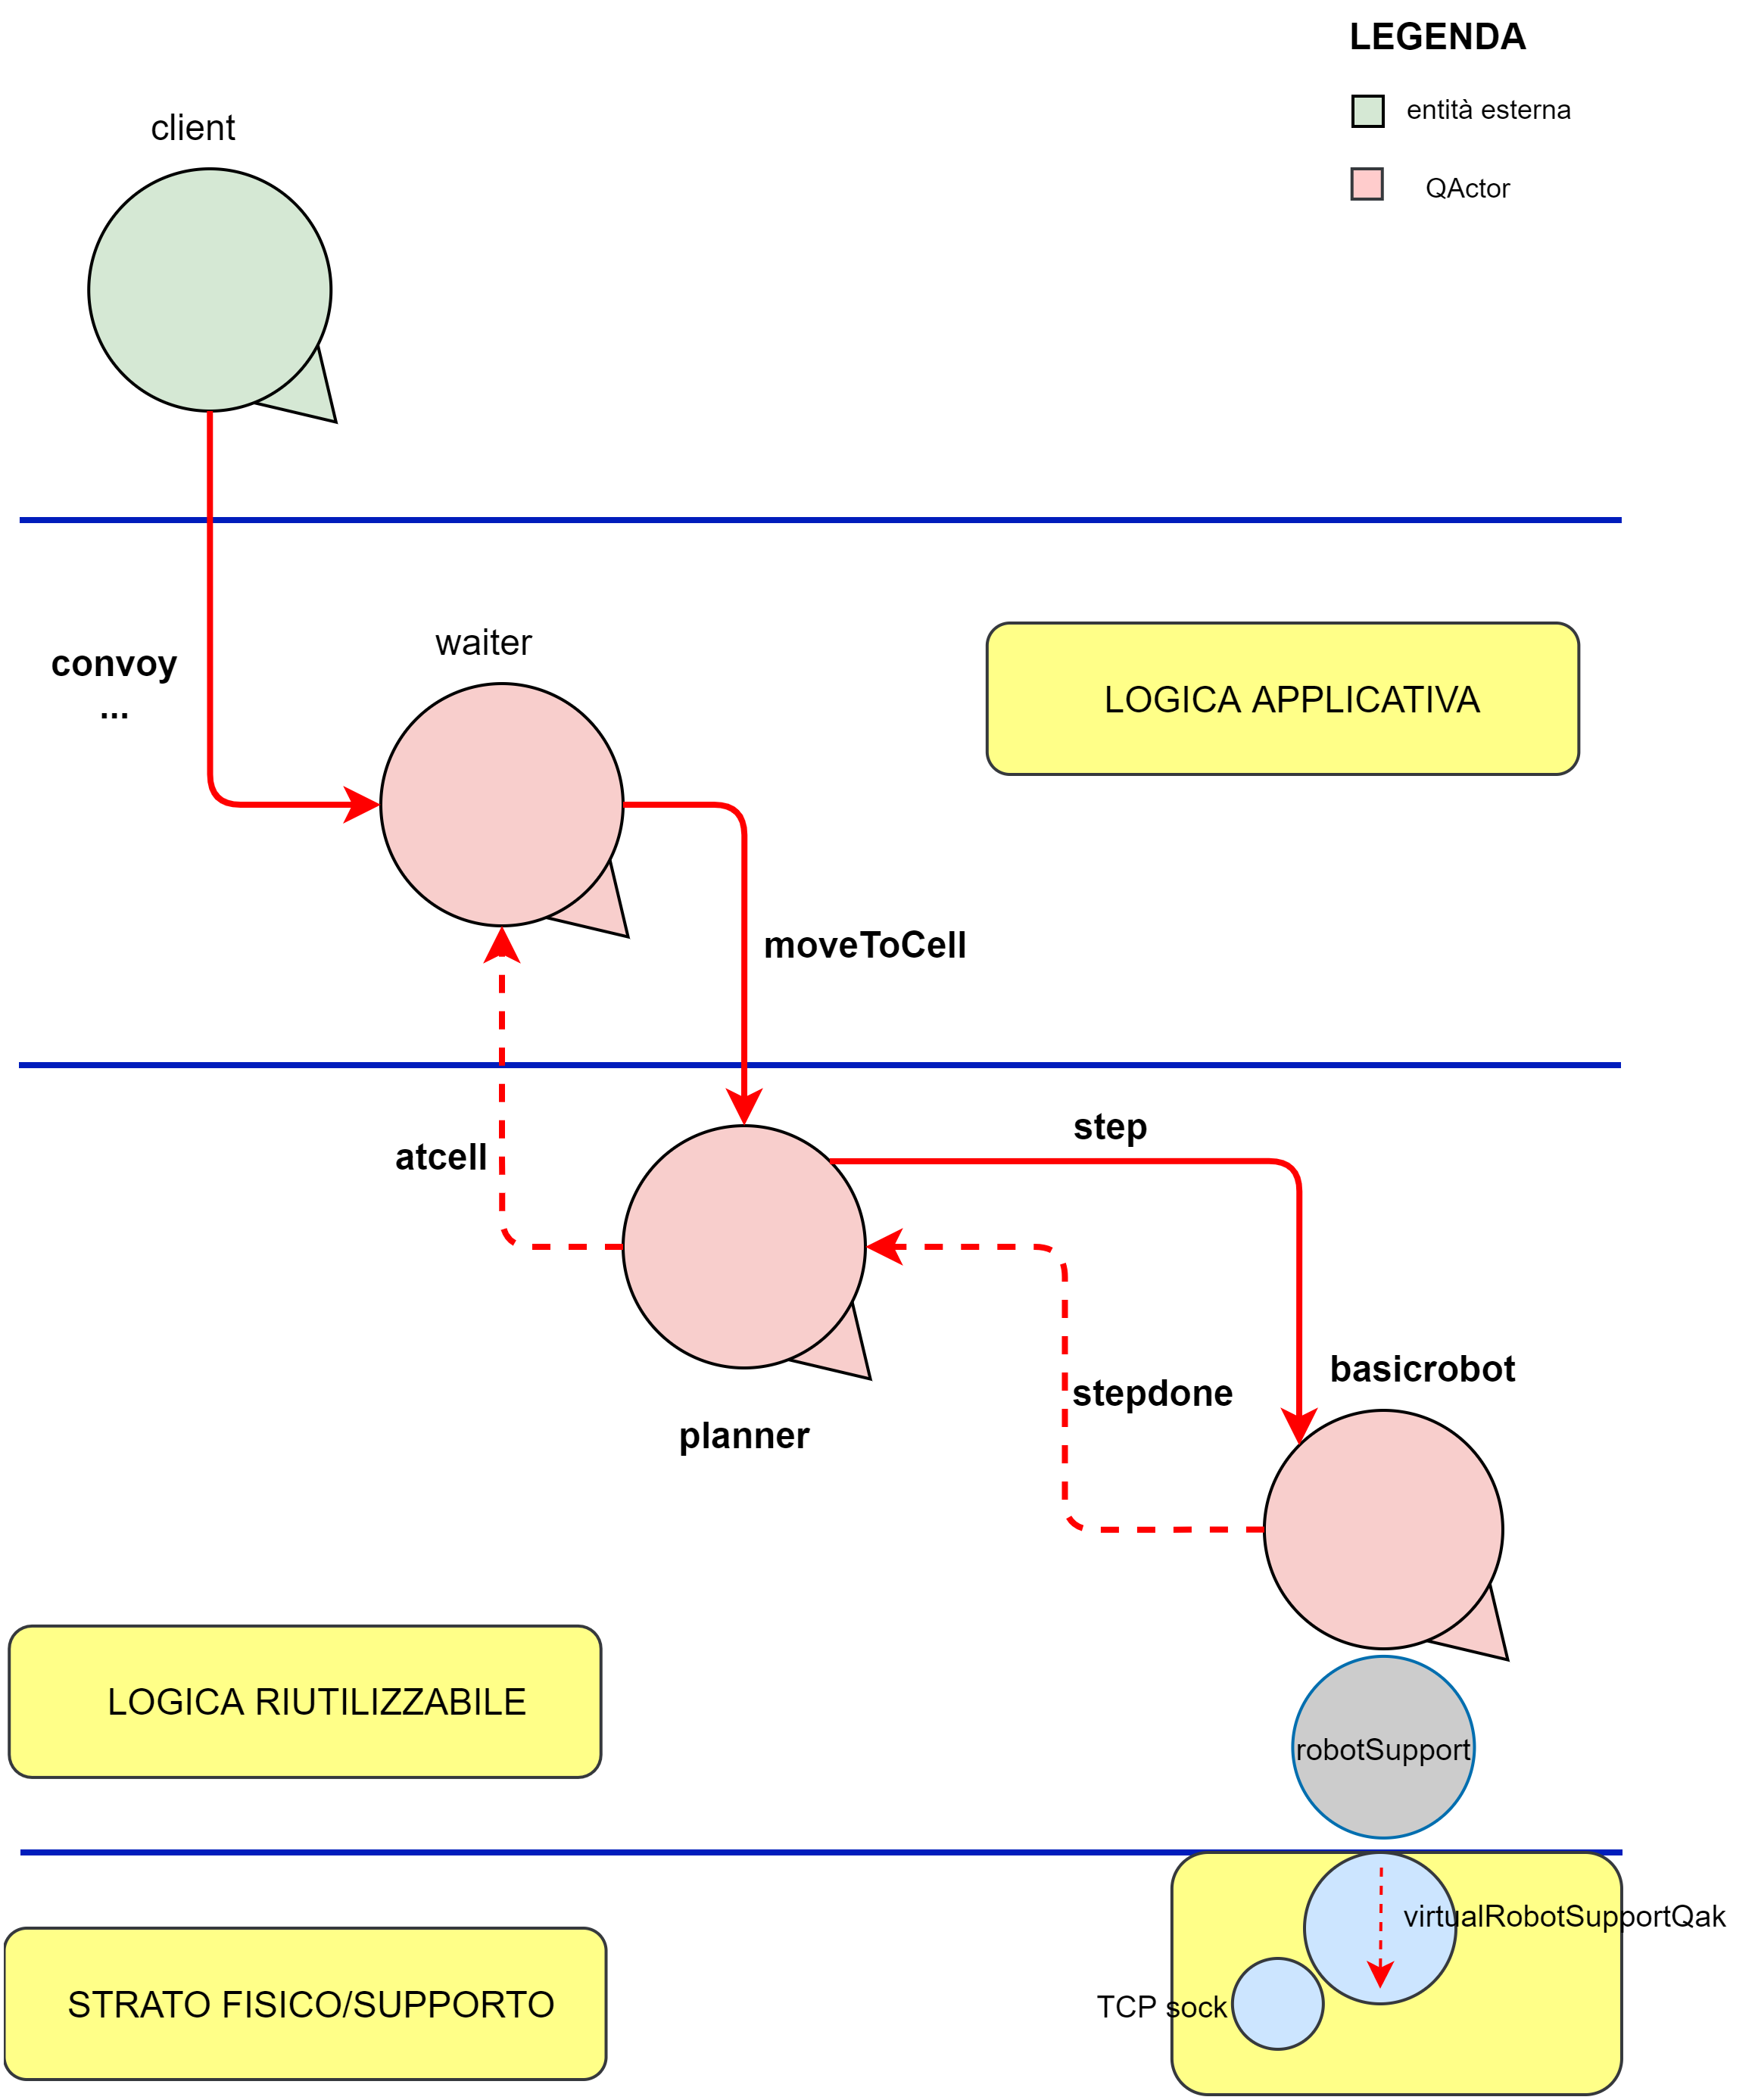 LEGENDA
entità esterna
QActor
client
convoy
...
waiter
LOGICA APPLICATIVA
moveToCell
atcell
step
stepdone
basicrobot
planner
LOGICA RIUTILIZZABILE
robotSupport
virtualRobotSupportQak
TCP sock
STRATO FISICO/SUPPORTO